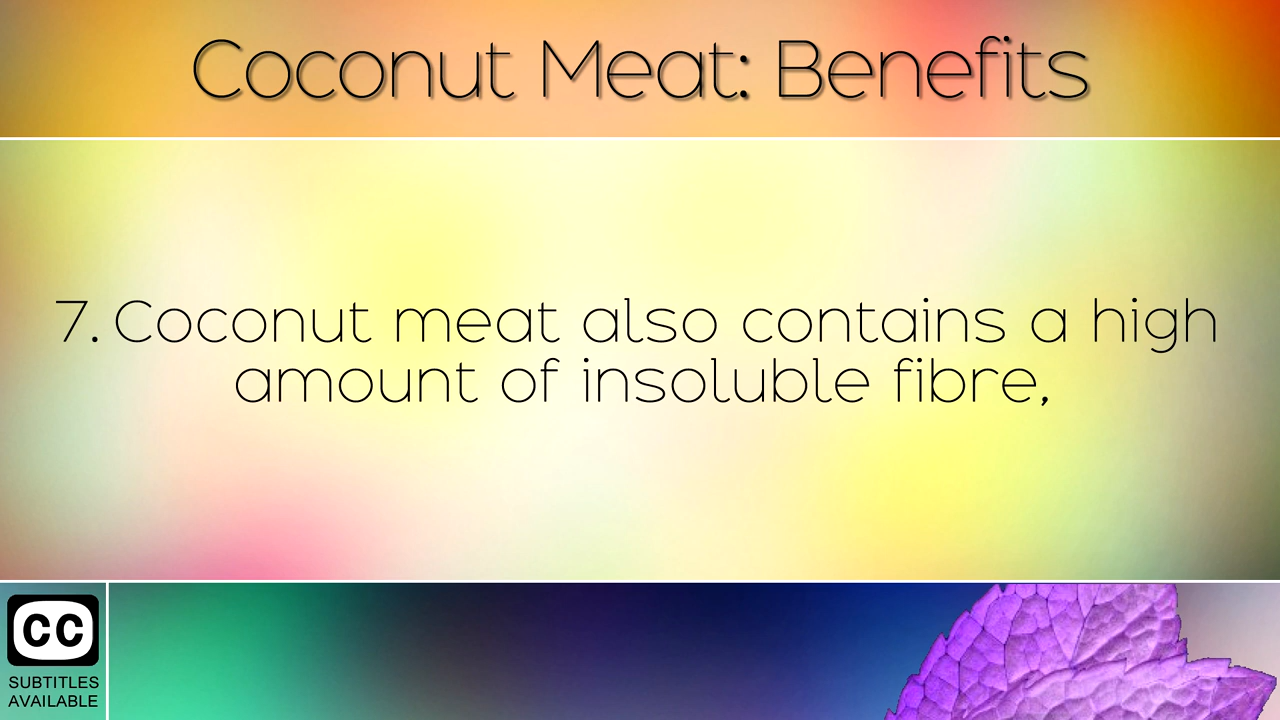 Coconut Meat: Benefits
7. Coconut meat also contains a high
amount of insoluble fibre,
CC
SUBTITLES
AVAILABLE